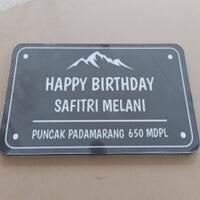 HAPPY BIRTHDAY
SAFITRI MELANI
PUNCAK PADAMARANG 650 MDPL